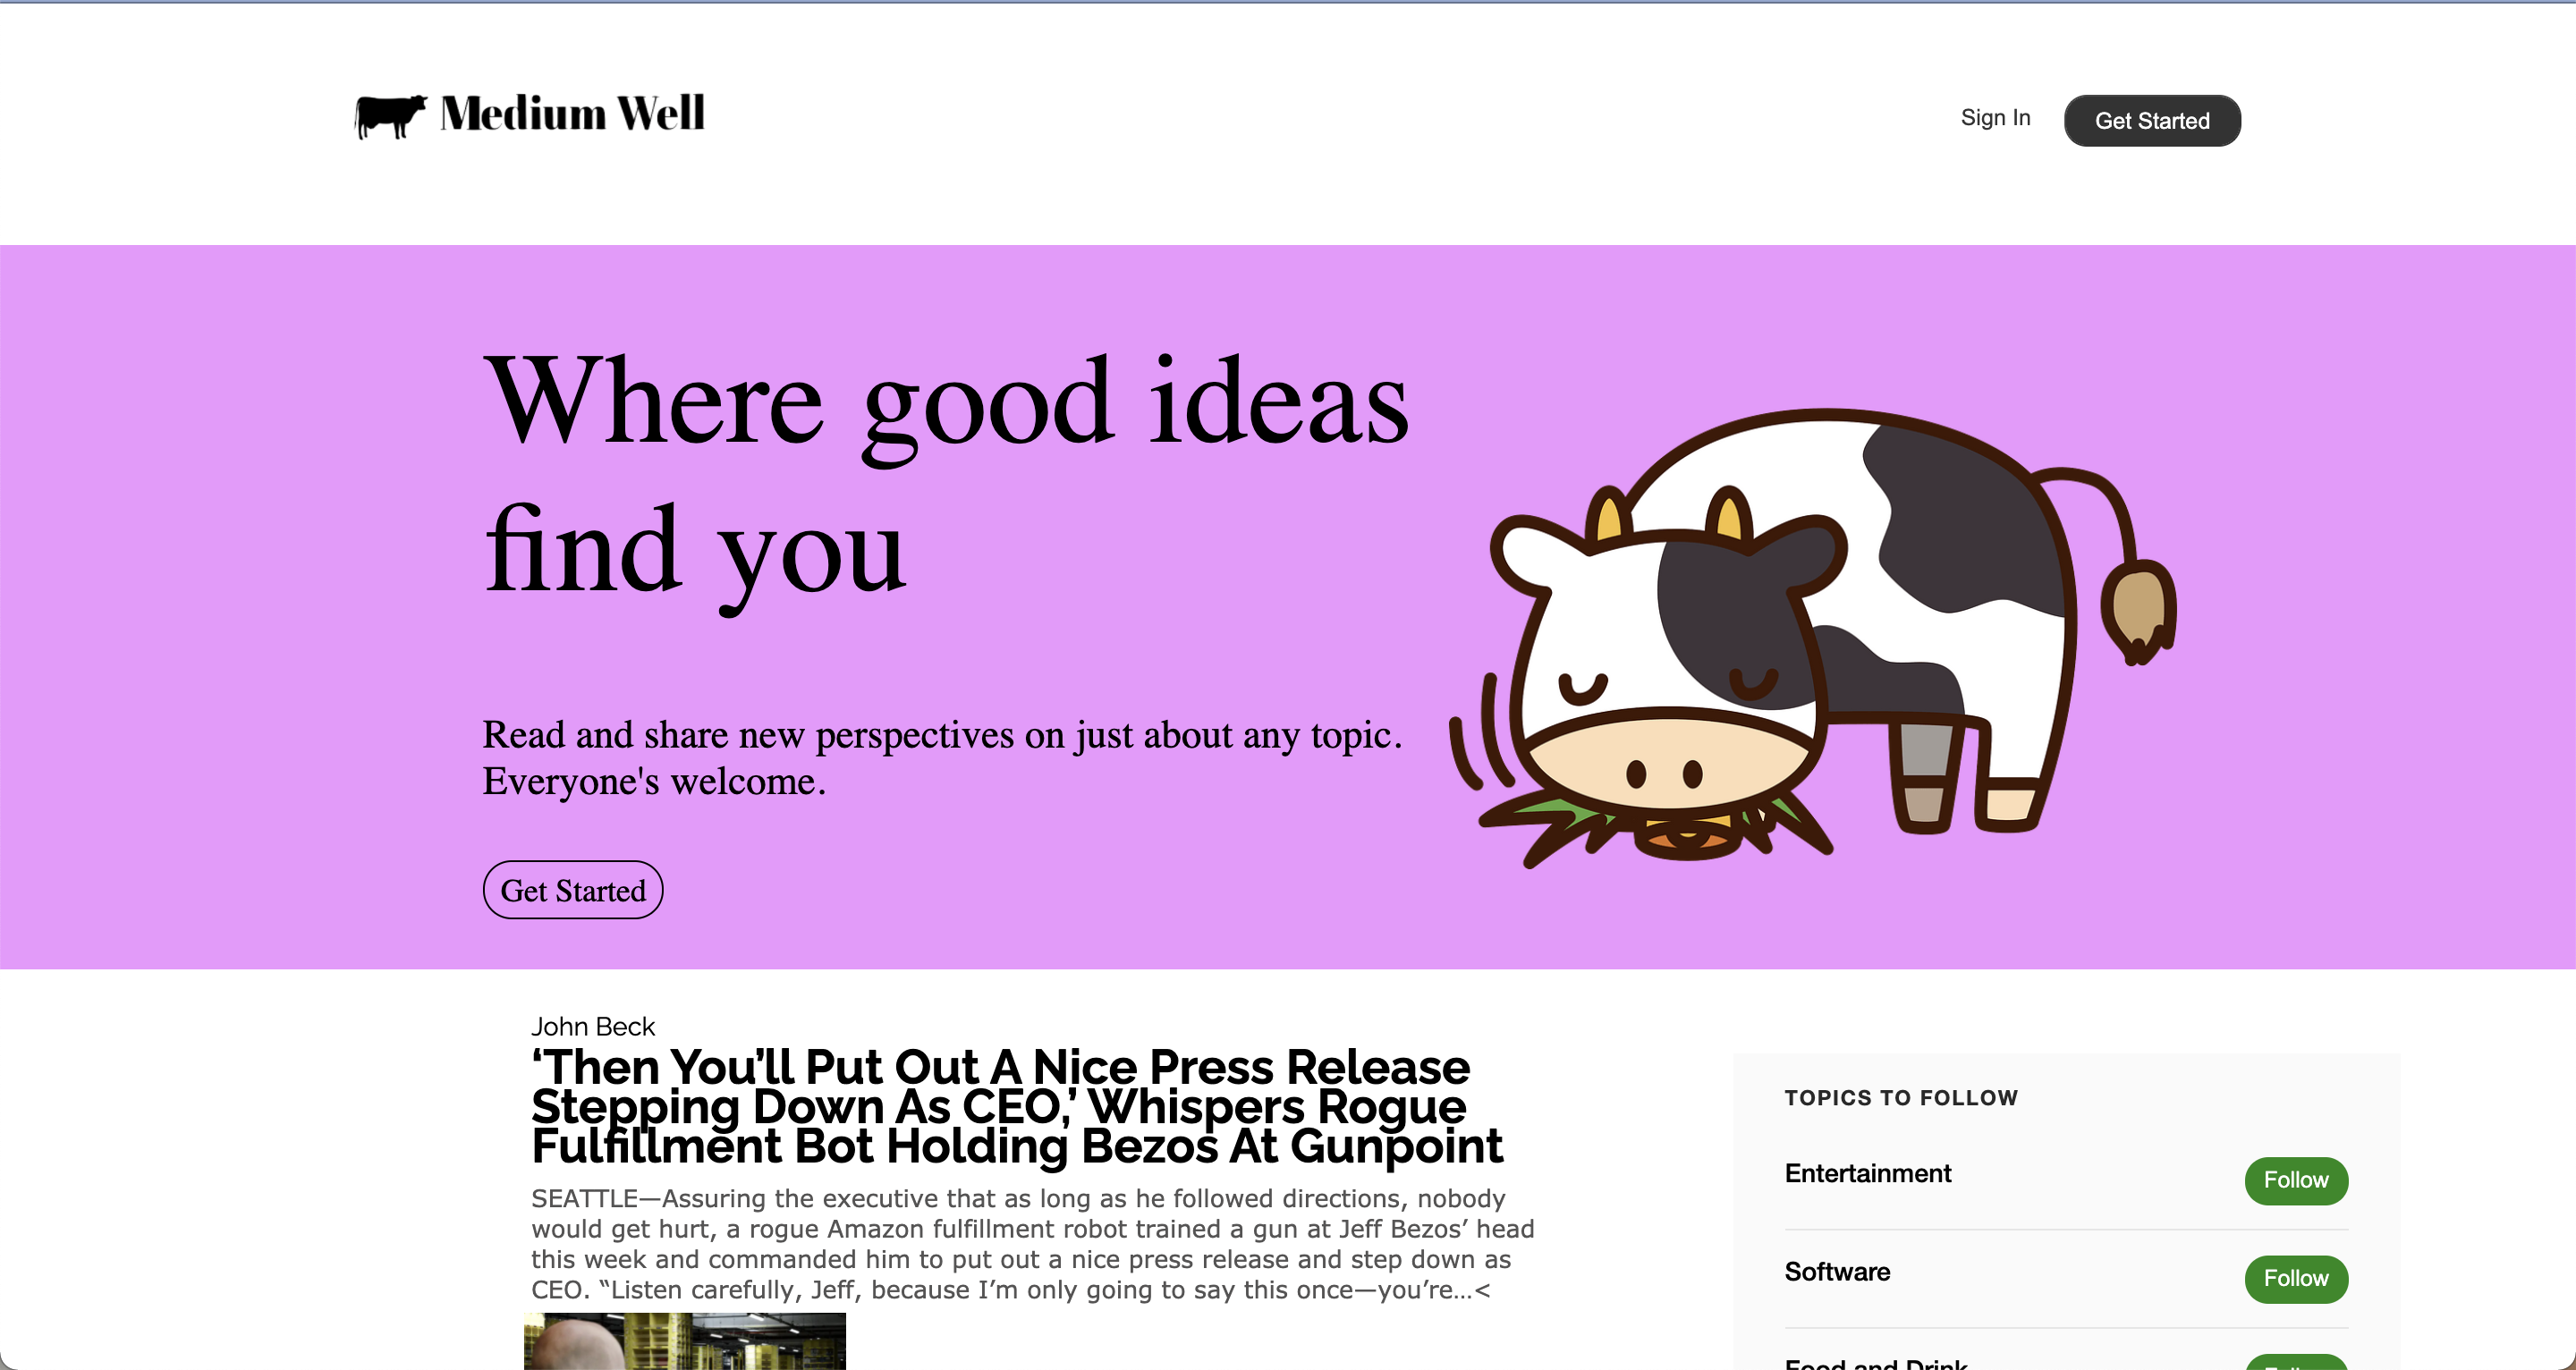 Medium Well
Sign In
Get Started
Where good ideas
find you
Read and share new perspectives on just about any topic.
Everyone's welcome.
Get Started
John Beck
‘Then You’ll Put Out A Nice Press Release
Stepping Down As CEO,’ Whispers Rogue
Fulfillment Bot Holding Bezos At Gunpoint
SEATTLE—Assuring the executive that as long as he followed directions, nobody
would get hurt, a rogue Amazon fulfillment robot trained a gun at Jeff Bezos’ head
this week and commanded him to put out a nice press release and step down as
CEO. “Listen carefully, Jeff, because I’m only going to say this once—you’re...<
TOPICS TO FOLLOW
Entertainment
Follow
Software
Follow
Food and Drink
Follow